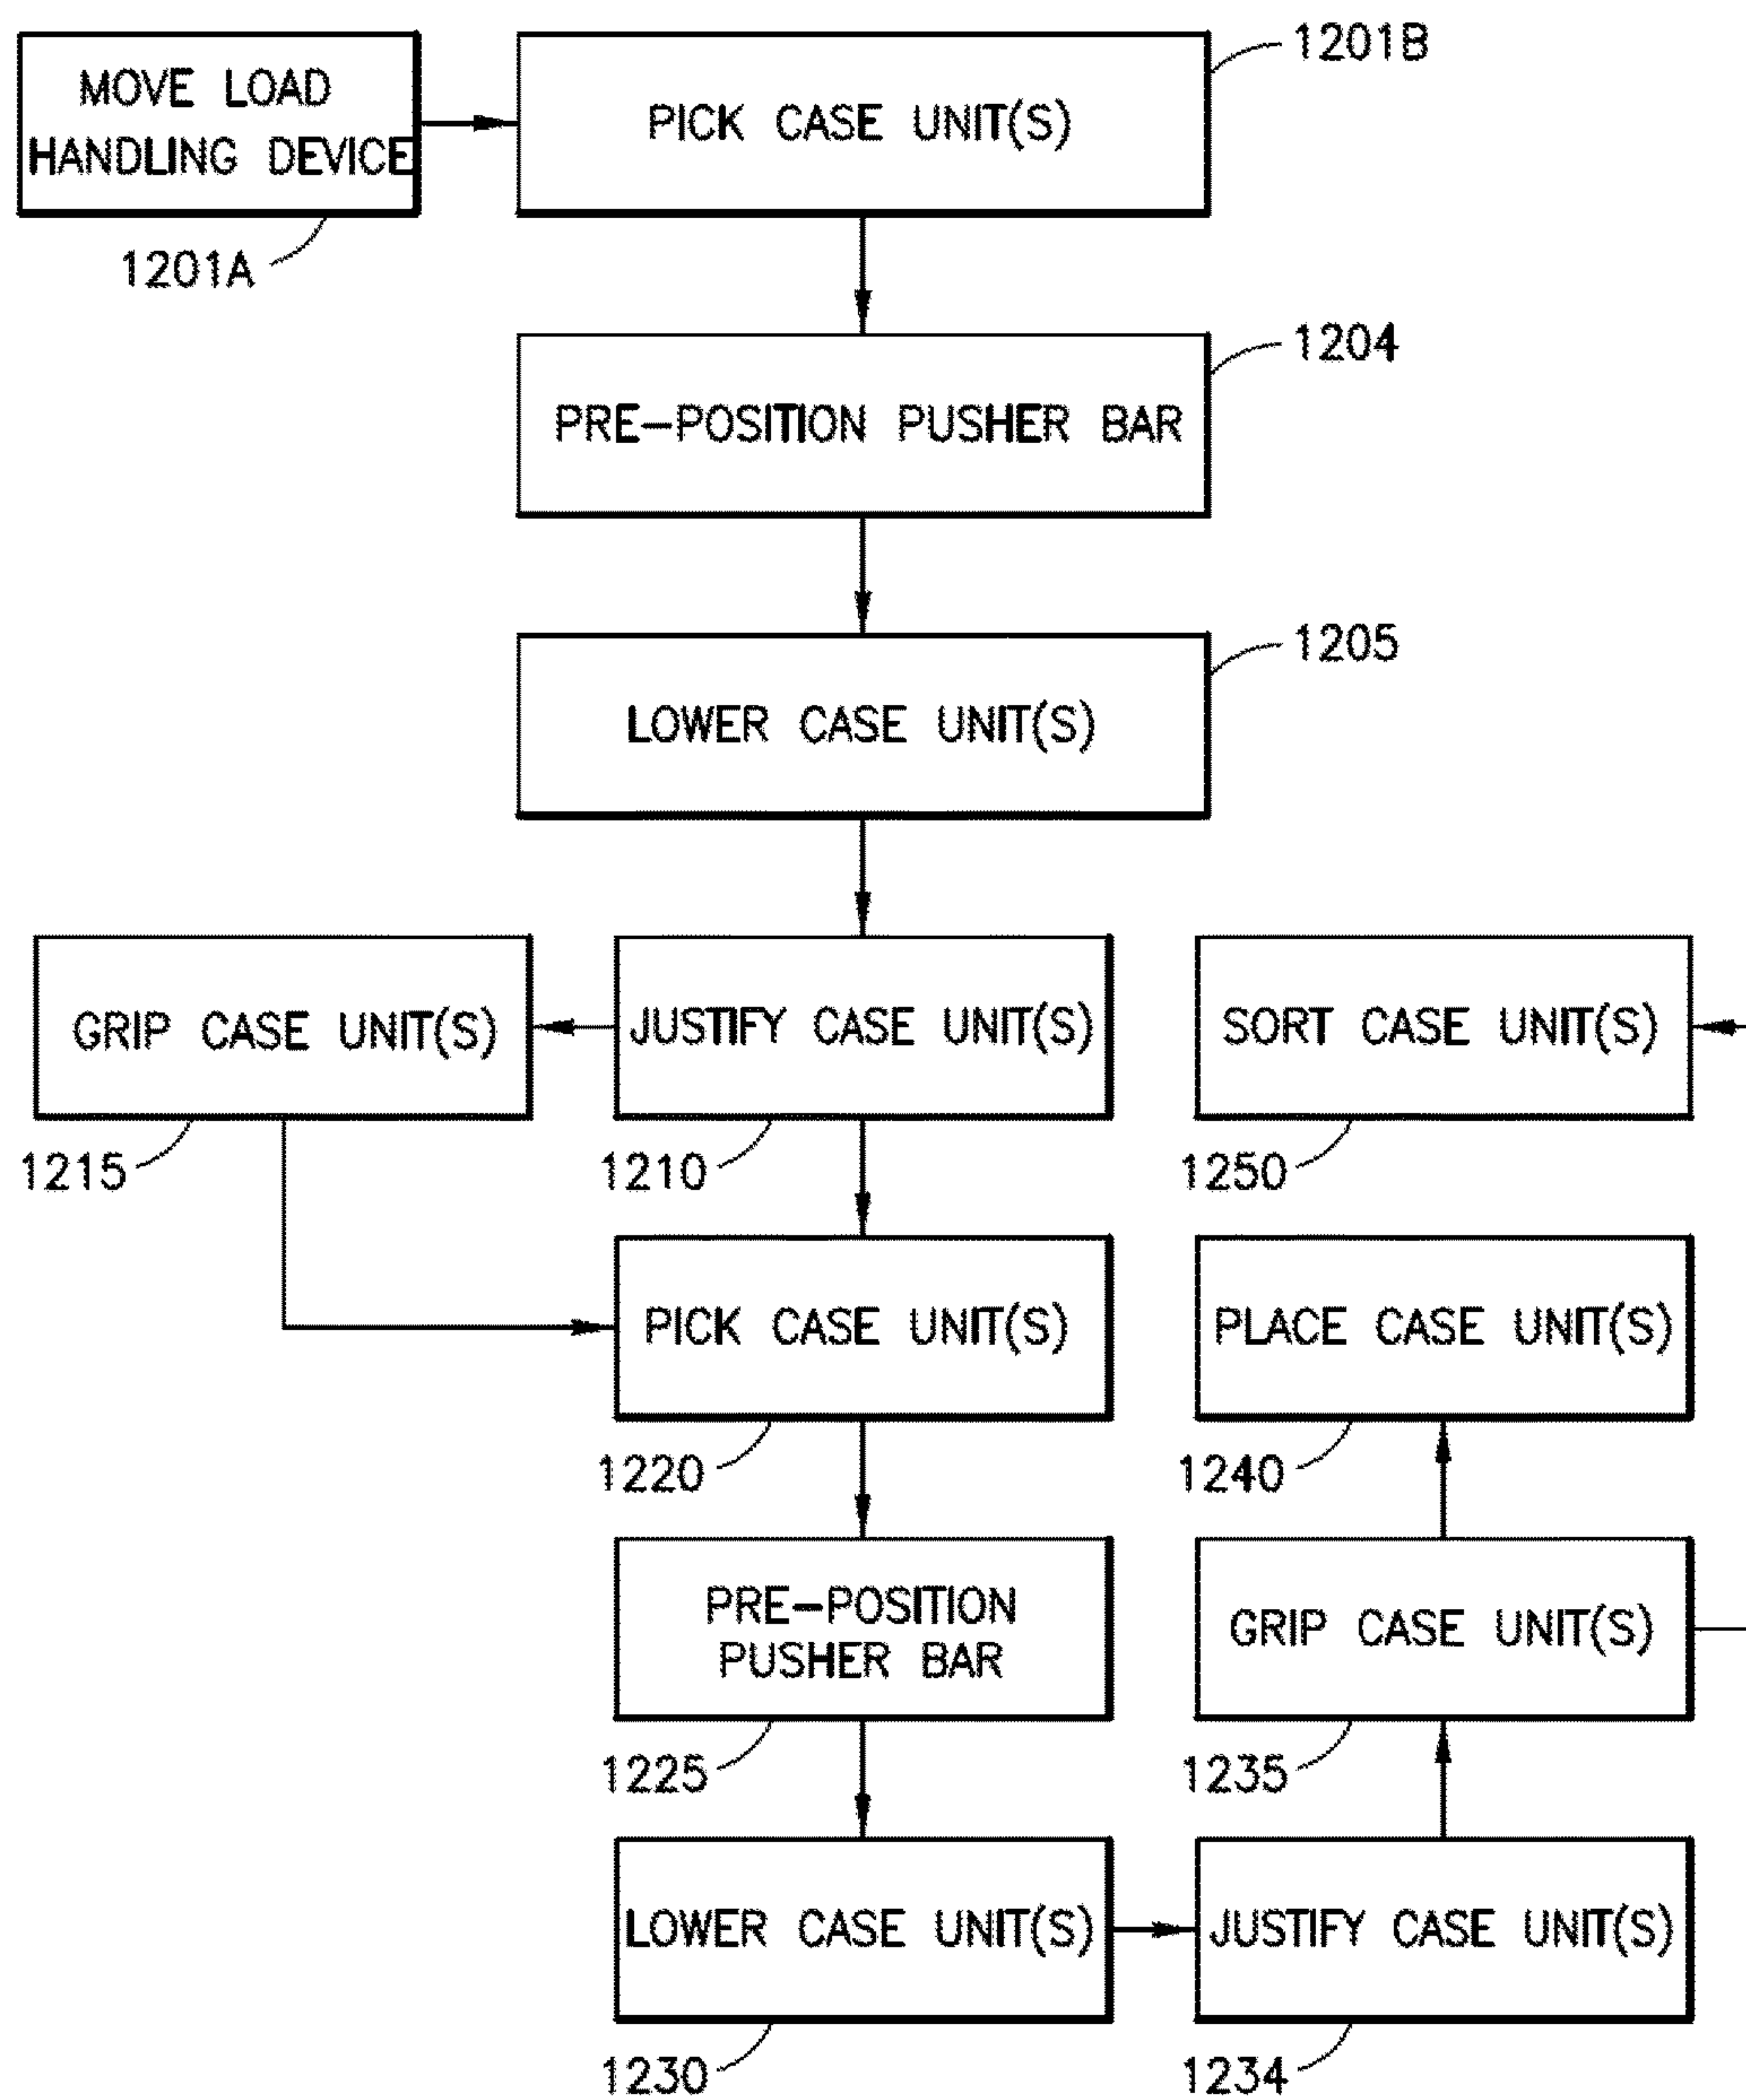 MOVE LOAD
HANDLING DEVICE
1201A
PICK CASE UNIT(S)
1201B
PRE-POSITION PUSHER BAR
1204
LOWER CASE UNIT(S)
1205
GRIP CASE UNIT(S)
1215
JUSTIFY CASE UNIT(S)
1210
SORT CASE UNIT(S)
1250
PICK CASE UNIT(S)
1220
PLACE CASE UNIT(S)
1240
PRE-POSITION
PUSHER BAR
1225
GRIP CASE UNIT(S)
1235
LOWER CASE UNIT(S)
1230
JUSTIFY CASE UNIT(S)
1234